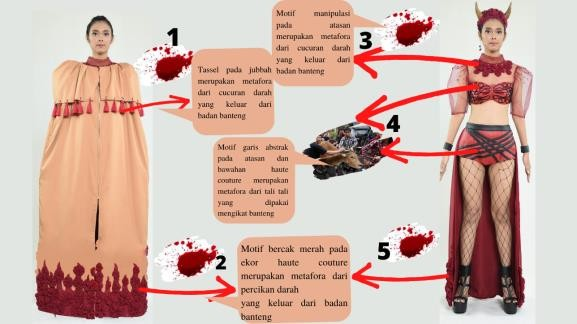 1
Tassel pada jubbah
merupakan metafora
dari cucuran darah
yang keluar dari
badan banteng
Motif manipulasi
pada atasan
merupakan metafora
dari cucuran darah
yang keluar dari
badan banteng
3
4
Motif garis abstrak
pada atasan dan
bawahan haute
couture merupakan
metafora dari tali tali
yang dipakai
mengikat banteng
2
Motif bercak merah pada
ekor haute couture
merupakan metafora dari
percikan darah
yang keluar dari badan
banteng
5